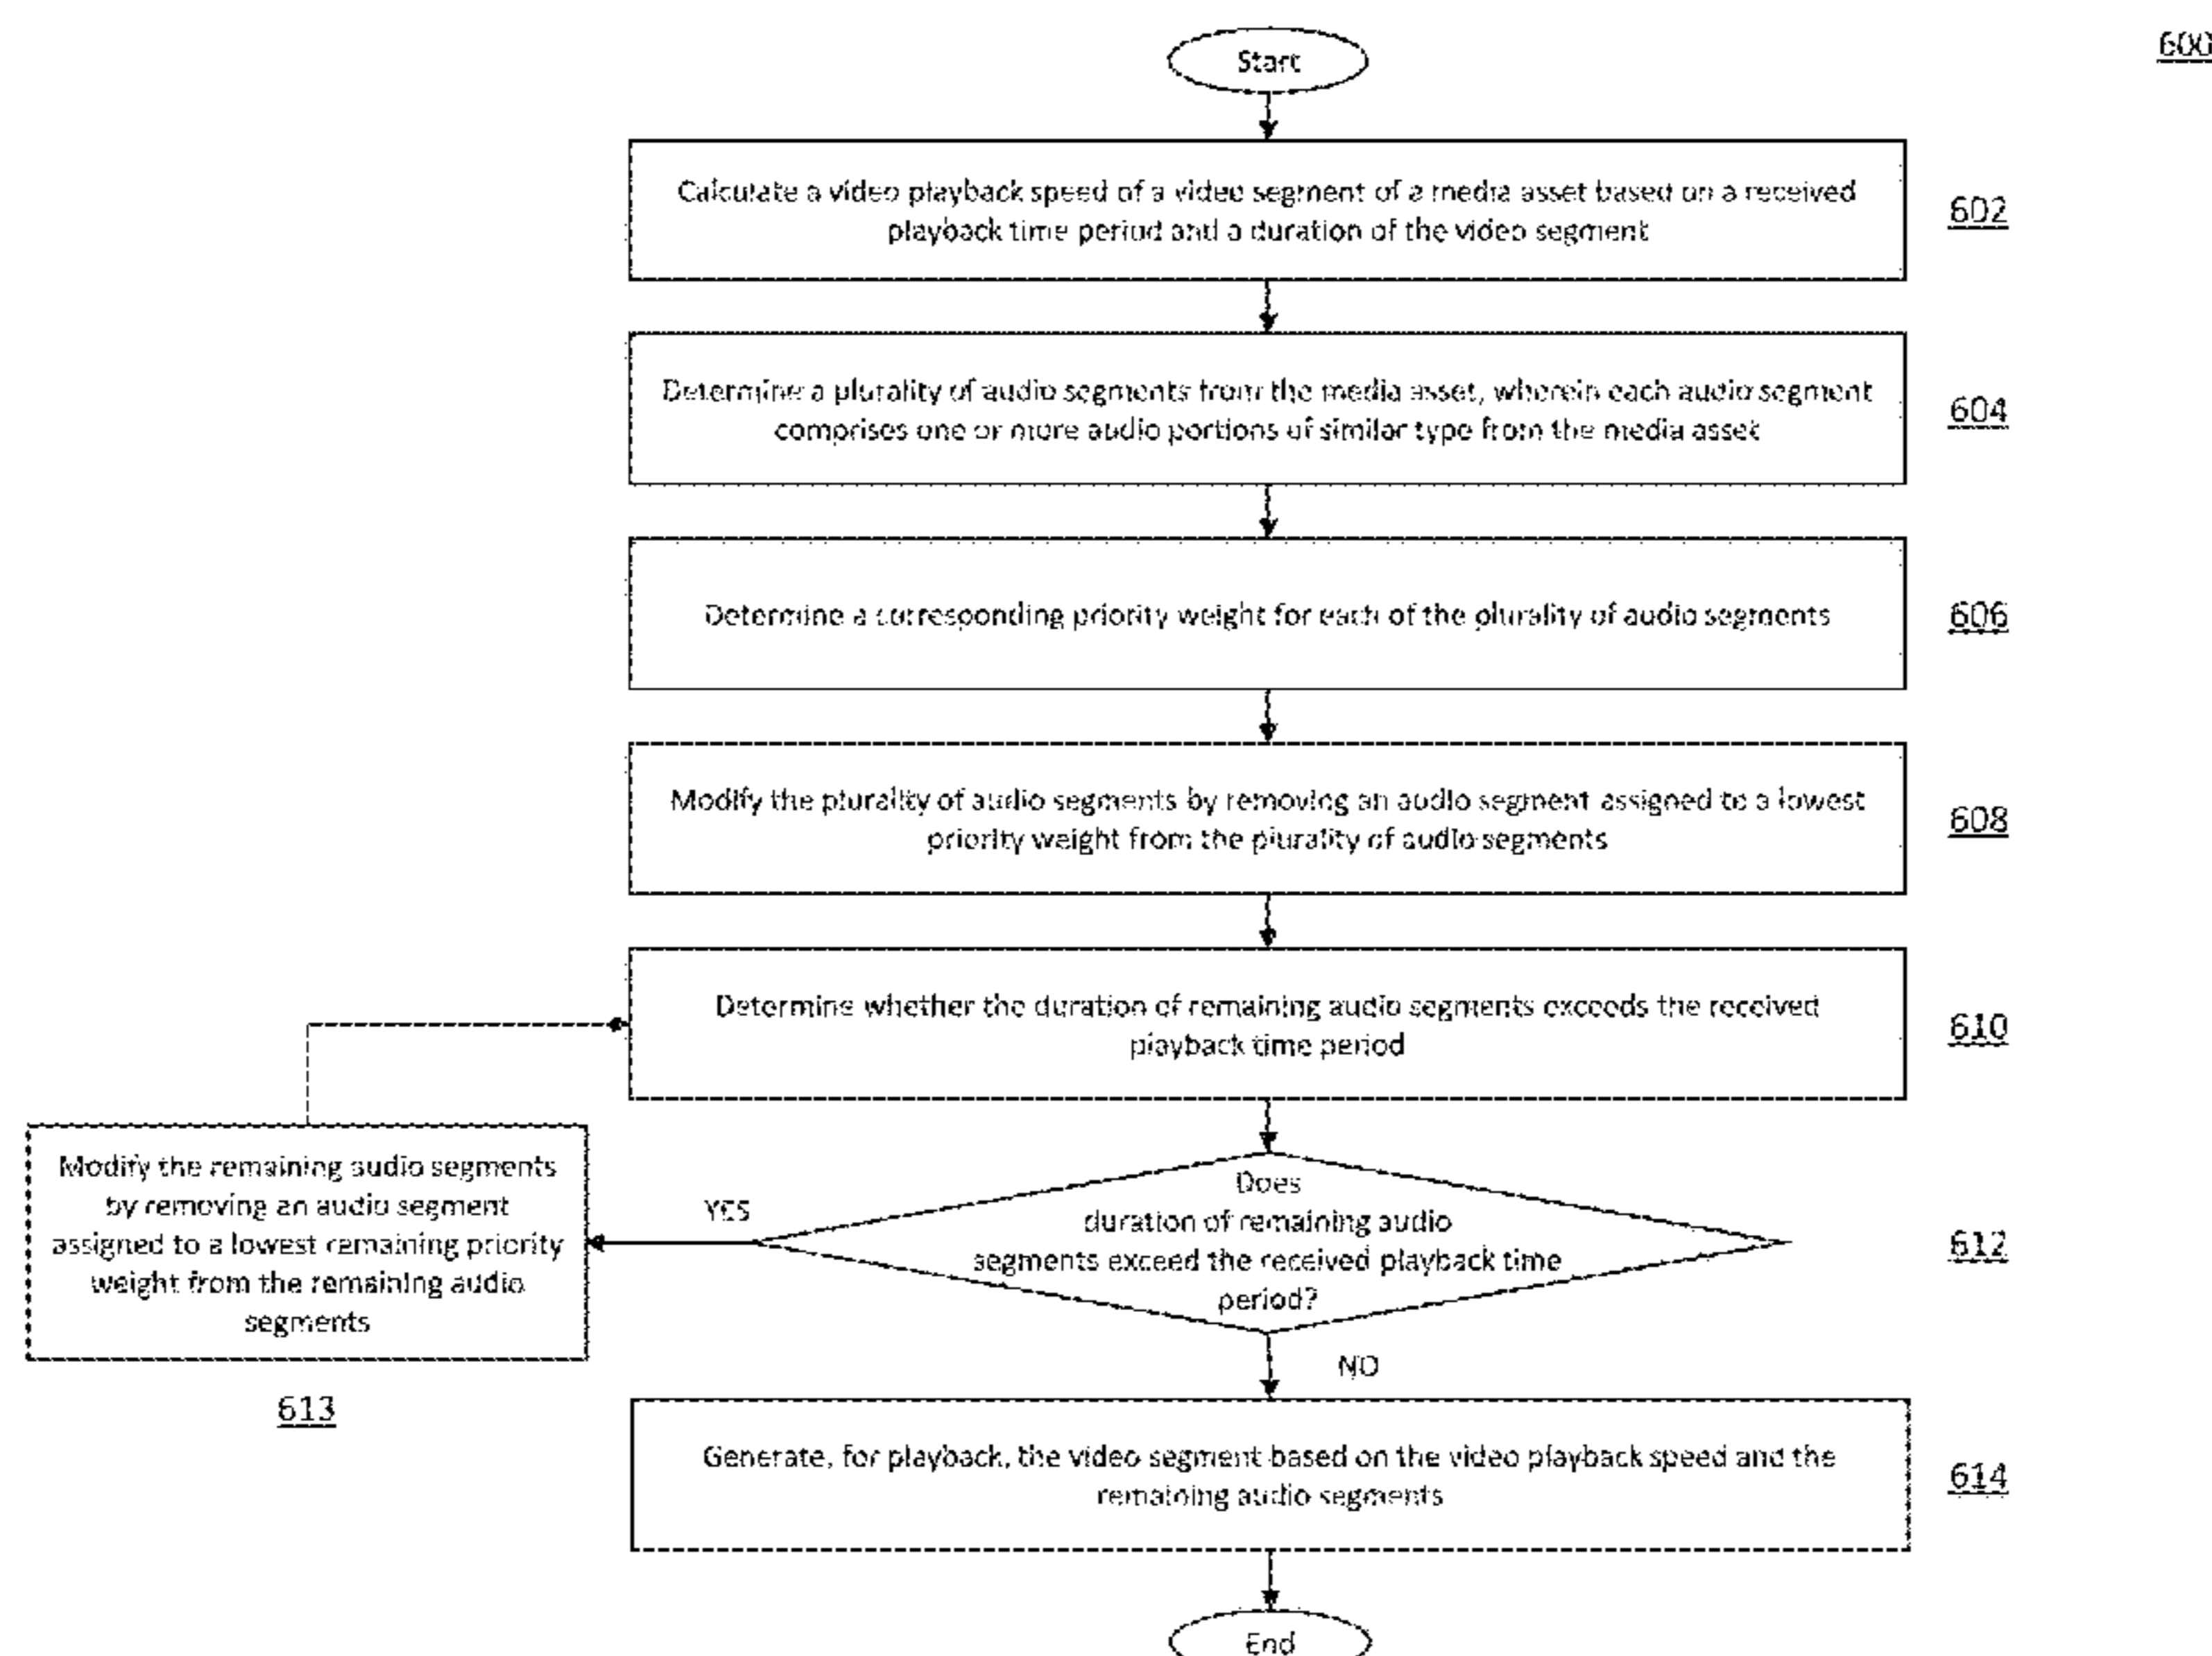 600
Start
Calculate a video playback speed of a video segment of a media asset based on a received
playback time period and a duration of the video segment
602
Determine a plurality of audio segments from the media asset, wherein each audio segment
comprises one or more audio portions of similar type from the media asset
604
Determine a corresponding priority weight for each of the plurality of audio segments
606
Modify the plurality of audio segments by removing an audio segment assigned to a lowest
priority weight from the plurality of audio segments
608
Determine whether the duration of remaining audio segments exceeds the received
playback time period
610
Does
duration of remaining audio
segments exceed the received playback time
period?
612
YES
Modify the remaining audio segments
by removing an audio segment
assigned to a lowest remaining priority
weight from the remaining audio
segments
613
NO
Generate, for playback, the video segment based on the video playback speed and the
remaining audio segments
614
End